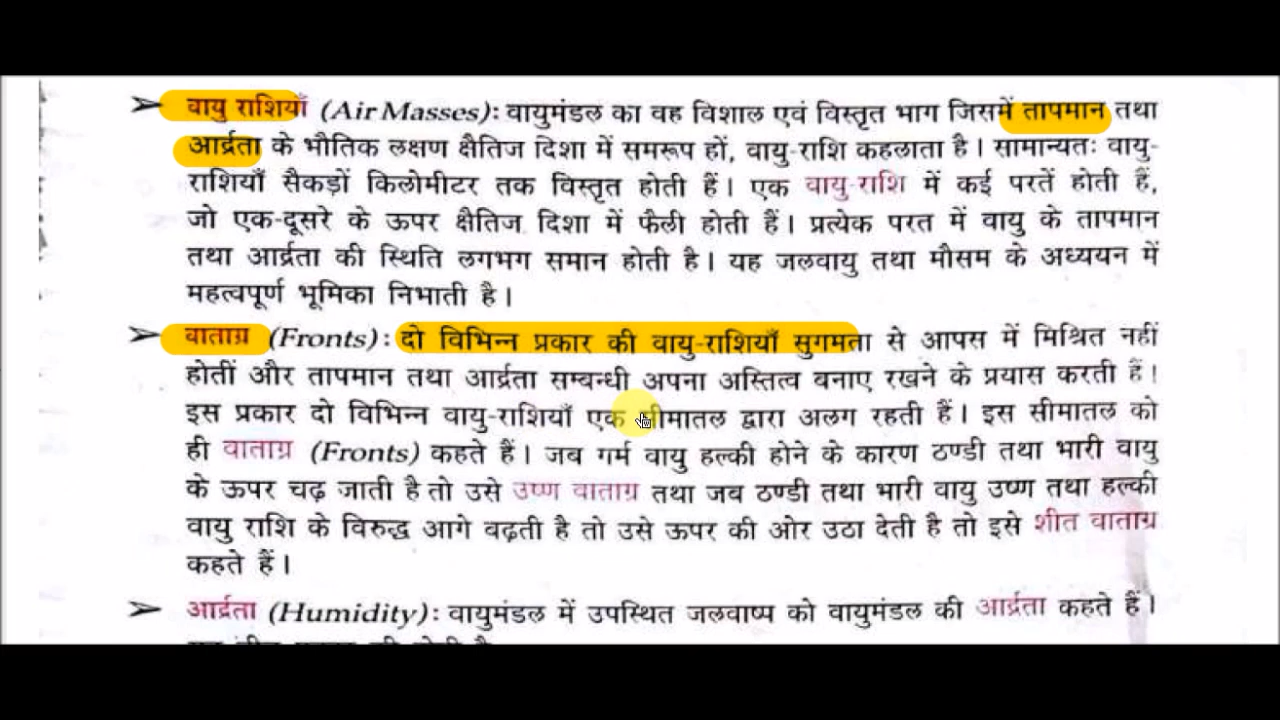 ➢ वायु राशियाँ (Air Masses): वायुमंडल का वह विशाल एवं विस्तृत भाग जिसमें तापमान तथा
आर्द्रता के भौतिक लक्षण क्षैतिज दिशा में समरूप हों, वायु-राशि कहलाता है। सामान्यतः वायु-
राशियाँ सैकड़ों किलोमीटर तक विस्तृत होती हैं। एक वायु-राशि में कई परतें होती हैं,
जो एक-दूसरे के ऊपर क्षैतिज दिशा में फैली होती हैं। प्रत्येक परत में वायु के तापमान
तथा आर्द्रता की स्थिति लगभग समान होती है। यह जलवायु तथा मौसम के अध्ययन में
महत्वपूर्ण भूमिका निभाती है।
➢ वाताग्र (Fronts): दो विभिन्न प्रकार की वायु-राशियाँ सुगमता से आपस में मिश्रित नहीं
होतीं और तापमान तथा आर्द्रता सम्बन्धी अपना अस्तित्व बनाए रखने के प्रयास करती हैं।
इस प्रकार दो विभिन्न वायु-राशियाँ एक सीमातल द्वारा अलग रहती हैं। इस सीमातल को
ही वाताग्र (Fronts) कहते हैं। जब गर्म वायु हल्की होने के कारण ठण्डी तथा भारी वायु
के ऊपर चढ़ जाती है तो उसे उष्ण वाताग्र तथा जब ठण्डी तथा भारी वायु उष्ण तथा हल्की
वायु राशि के विरुद्ध आगे बढ़ती है तो उसे ऊपर की ओर उठा देती है तो इसे शीत वाताग्र
कहते हैं।
➢ आर्द्रता (Humidity): वायुमंडल में उपस्थित जलवाष्प को वायुमंडल की आर्द्रता कहते हैं।